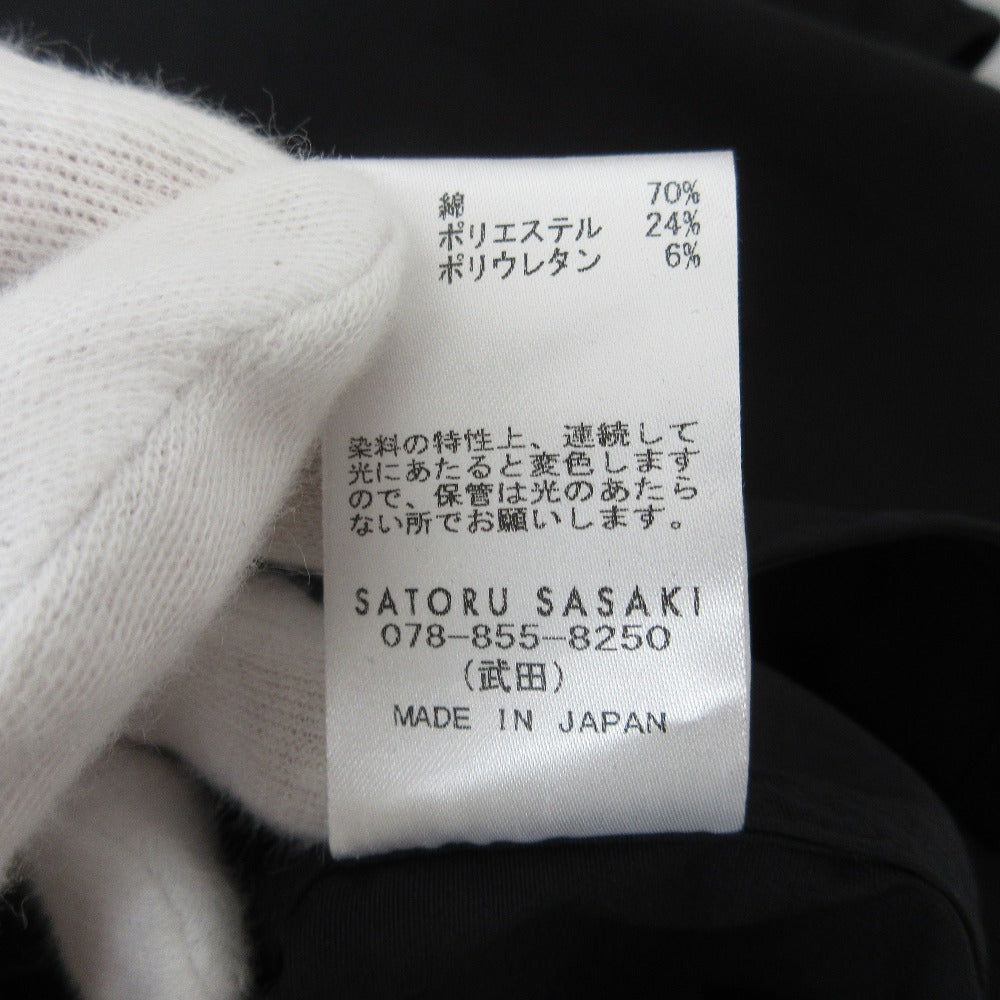 綿 70%
ポリエステル 24%
ポリウレタン 6%
染料の特性上、連続して
光にあたると変色します
ので、保管は光のあたら
ない所でお願いします。
SATORU SASAKI
078-855-8250
(武田)
MADE IN JAPAN